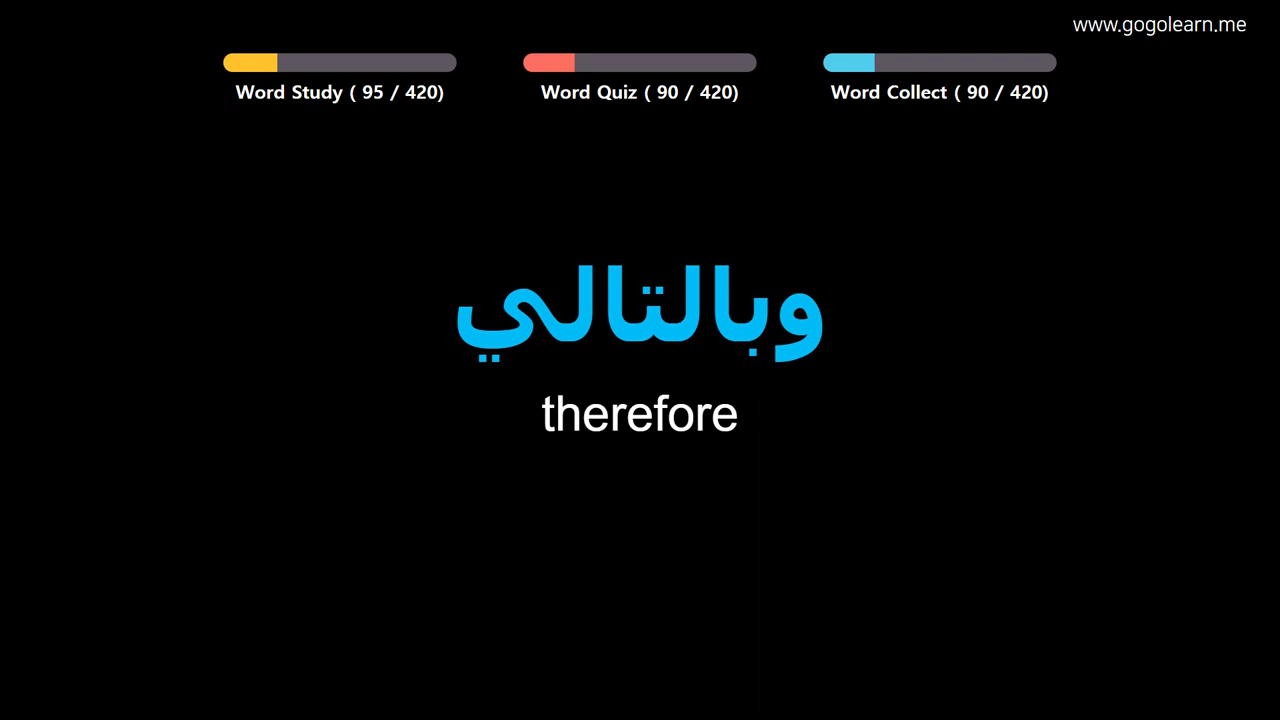 www.gogolearn.me
Word Study ( 95 / 420)
Word Quiz ( 90 / 420)
Word Collect ( 90 / 420)
وبالتالي
therefore